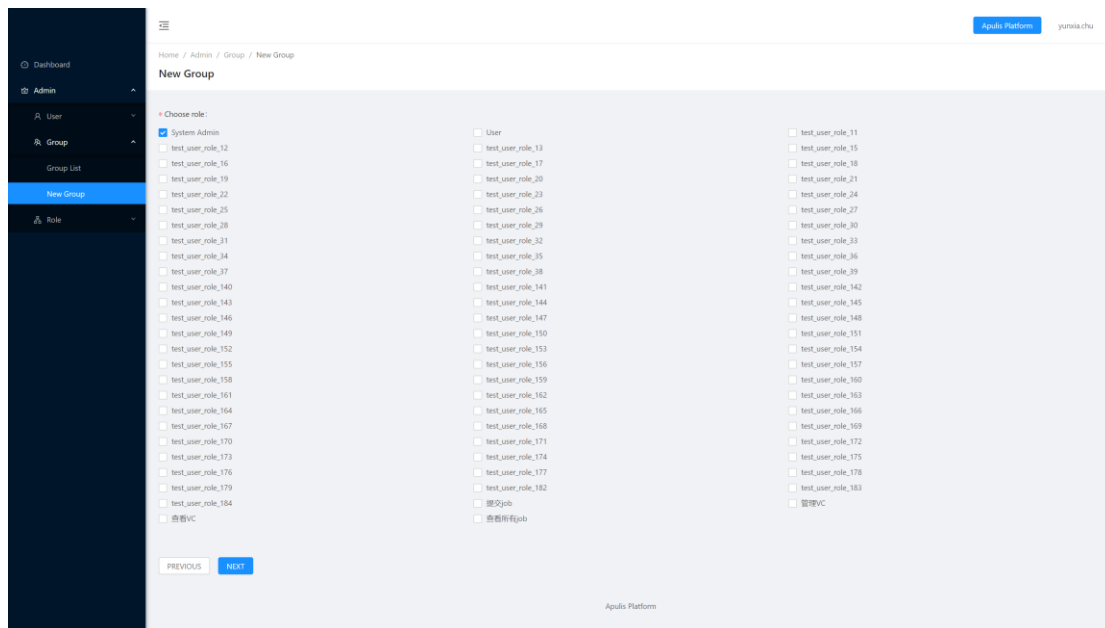 Apulis Platform yunxia.chu
Home / Admin / Group / New Group
New Group
Dashboard
Admin
User
Group
Group List
New Group
Role
* Choose role:
System Admin User test_user_role_11
test_user_role_12 test_user_role_13 test_user_role_15
test_user_role_16 test_user_role_17 test_user_role_18
test_user_role_19 test_user_role_20 test_user_role_21
test_user_role_22 test_user_role_23 test_user_role_24
test_user_role_25 test_user_role_26 test_user_role_27
test_user_role_28 test_user_role_29 test_user_role_30
test_user_role_31 test_user_role_32 test_user_role_33
test_user_role_34 test_user_role_35 test_user_role_36
test_user_role_37 test_user_role_38 test_user_role_39
test_user_role_140 test_user_role_141 test_user_role_142
test_user_role_143 test_user_role_144 test_user_role_145
test_user_role_146 test_user_role_147 test_user_role_148
test_user_role_149 test_user_role_150 test_user_role_151
test_user_role_152 test_user_role_153 test_user_role_154
test_user_role_155 test_user_role_156 test_user_role_157
test_user_role_158 test_user_role_159 test_user_role_160
test_user_role_161 test_user_role_162 test_user_role_163
test_user_role_164 test_user_role_165 test_user_role_166
test_user_role_167 test_user_role_168 test_user_role_169
test_user_role_170 test_user_role_171 test_user_role_172
test_user_role_173 test_user_role_174 test_user_role_175
test_user_role_176 test_user_role_177 test_user_role_178
test_user_role_179 test_user_role_182 test_user_role_183
test_user_role_184 提交job 管理VC
查看VC 查看所有job
PREVIOUS NEXT
Apulis Platform